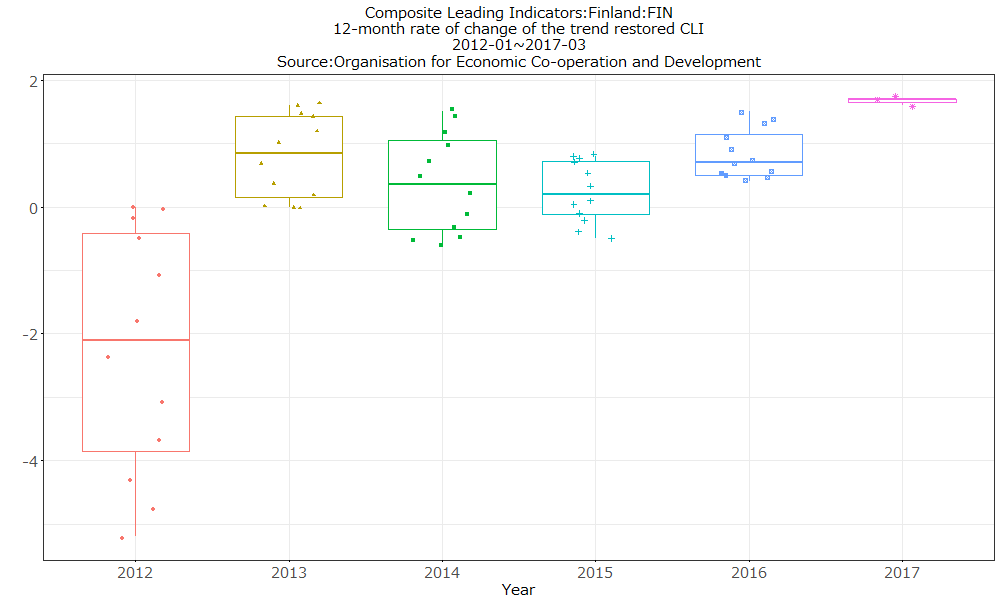 Composite Leading Indicators:Finland:FIN
12-month rate of change of the trend restored CLI
2012-01~2017-03
Source:Organisation for Economic Co-operation and Development
2
0
-2
-4
2012 2013 2014 2015 2016 2017
Year